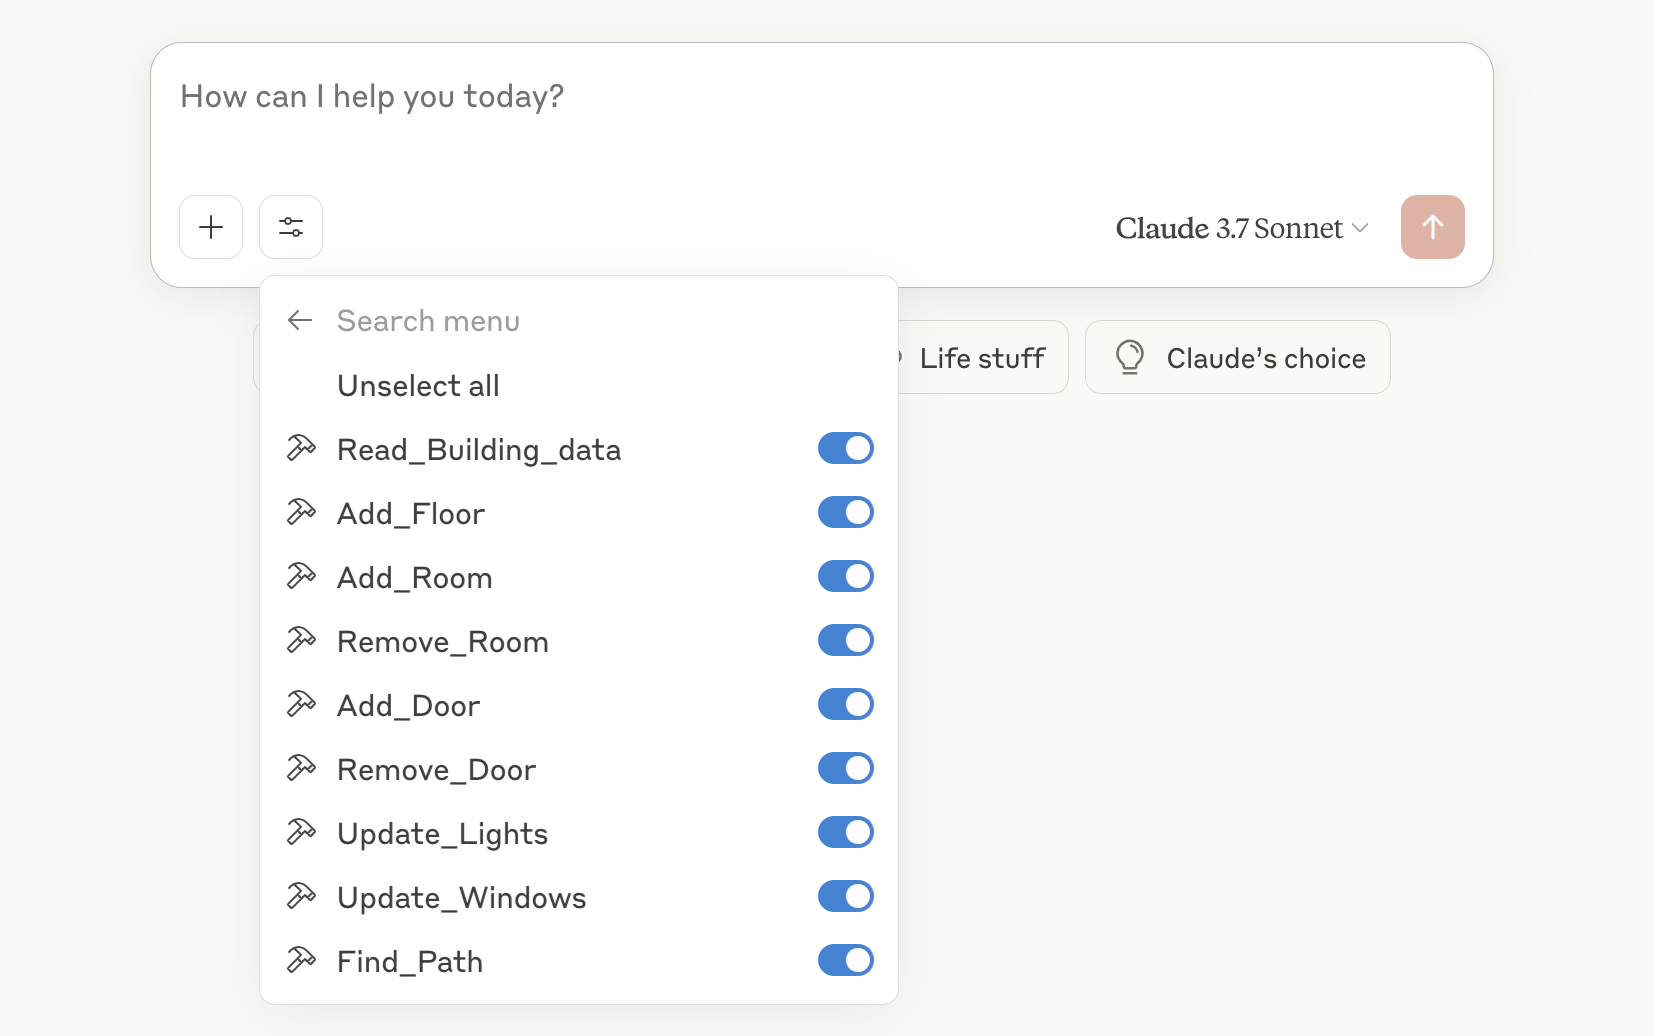 How can I help you today?
Claude 3.7 Sonnet
Search menu
Unselect all
Life stuff
Claude’s choice
Read_Building_data
Add_Floor
Add_Room
Remove_Room
Add_Door
Remove_Door
Update_Lights
Update_Windows
Find_Path